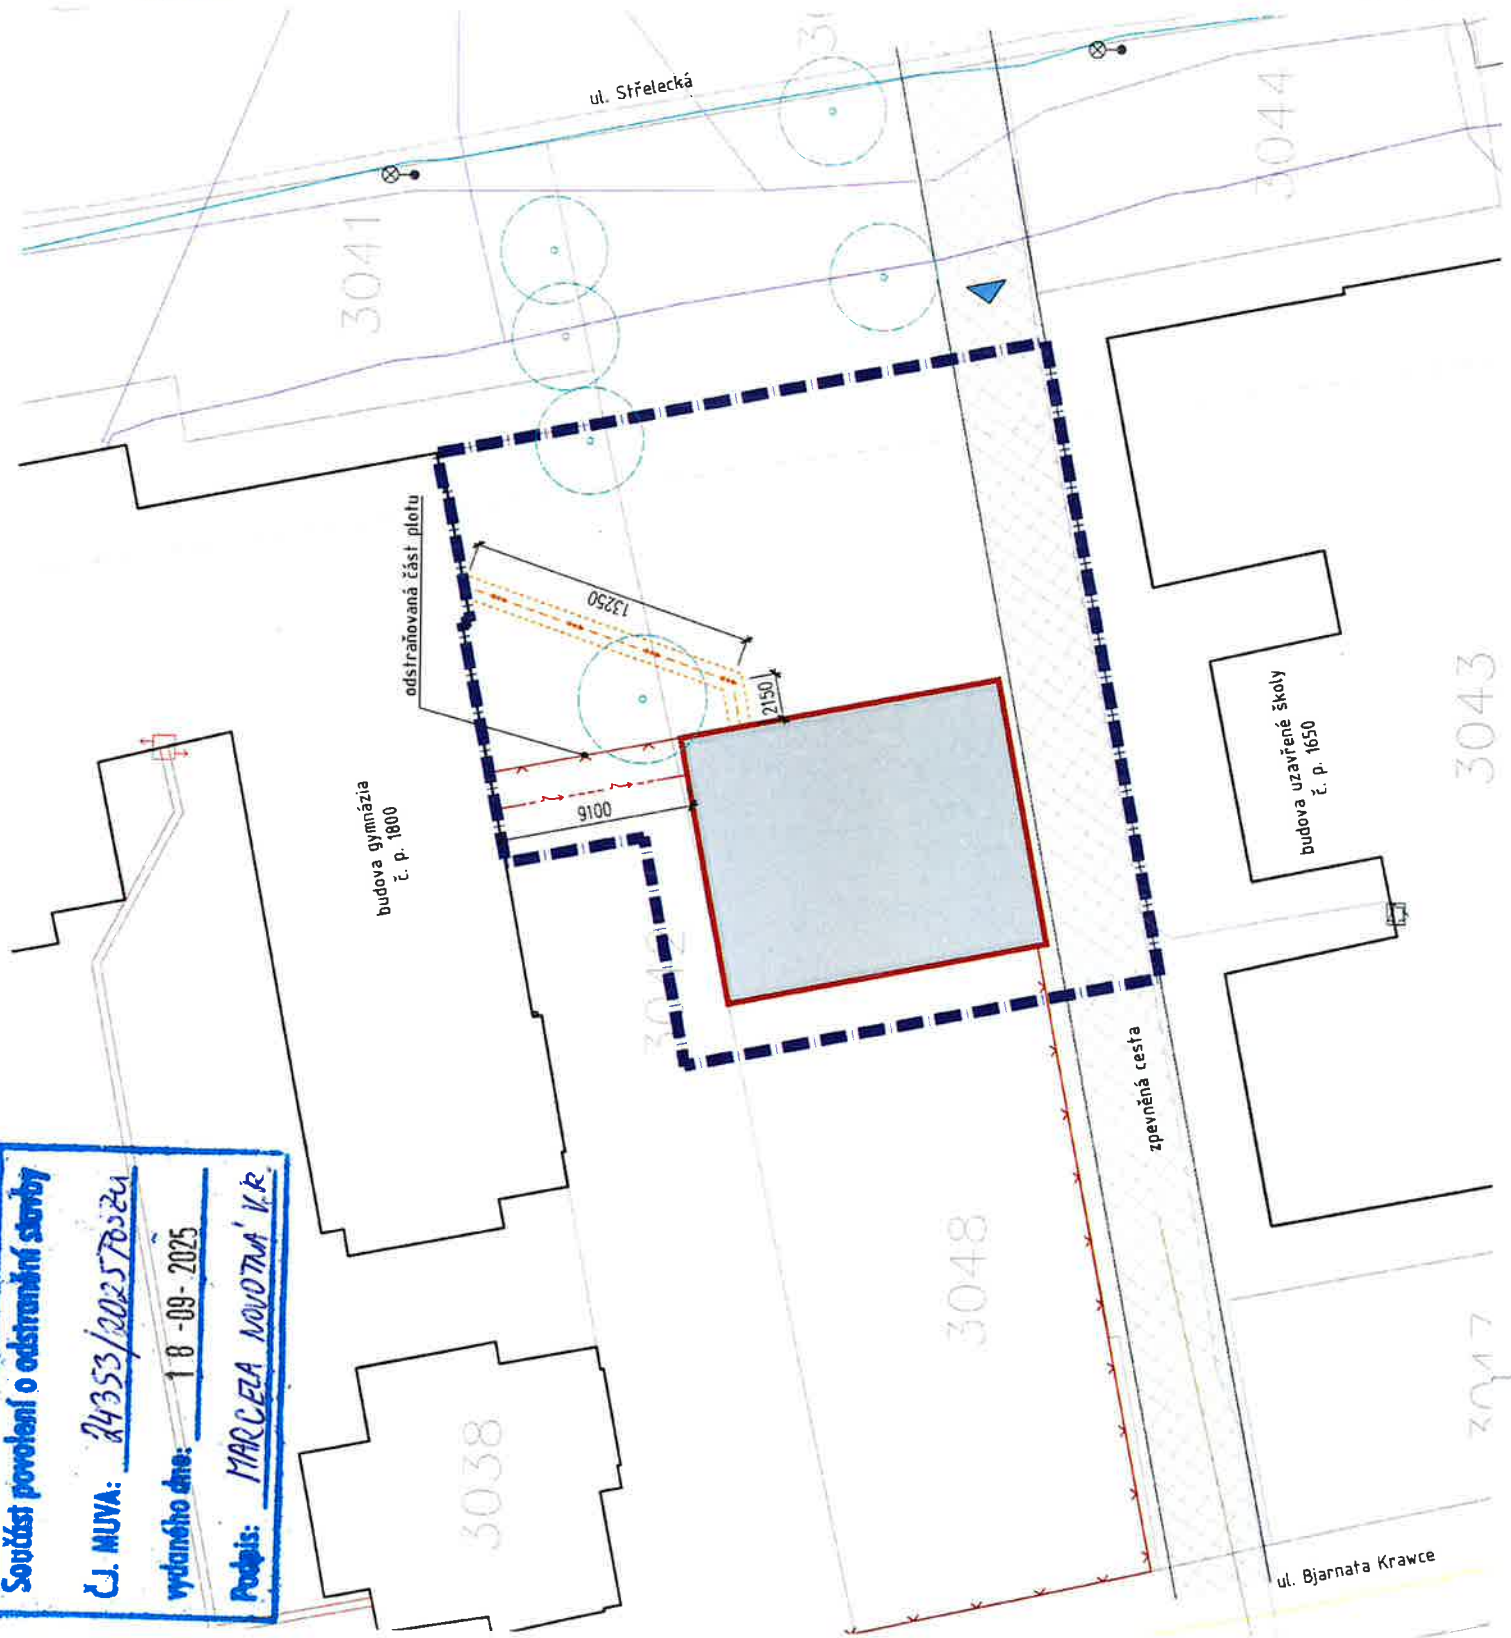 Součást povolení o odstranění stavby
Č.J. MUVA: 24353/2025
vydaného dne: 18 -09- 2025
Podpis: MARCELA NOVOTNÁ V.R.
ul. Střelecká
3041
3044
odstraňovaná část plotu
13250
2150
9100
budova gymnázia
č. p. 1800
budova uzavřené školy
č. p. 1650
3043
3042
zpevněná cesta
3048
3038
3047
ul. Bjarnata Krawce